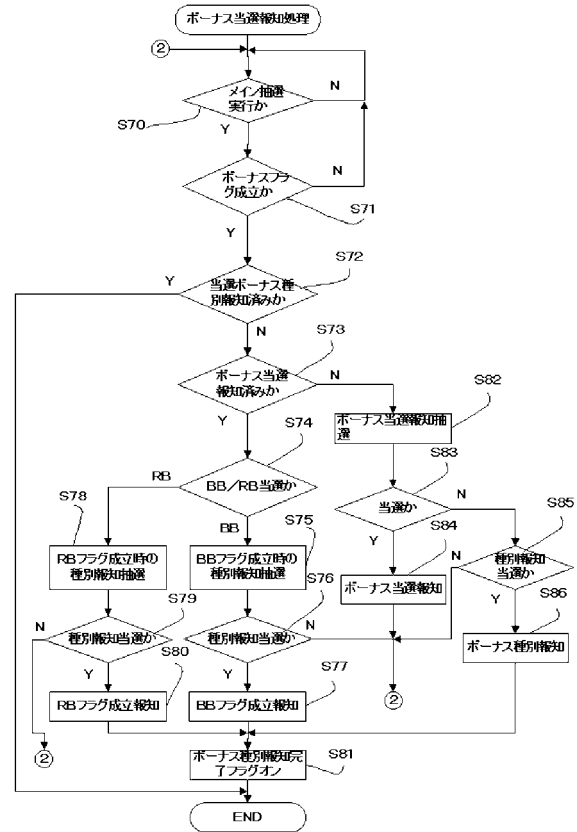 ボーナス当選報知処理
②
メイン抽選
実行か
N
S70
Y
ボーナスフラ
グ成立か
N
S71
Y
S72
Y
当選ボーナス種
別報知済みか
N
S73
ボーナス当選
報知済みか
N
S82
Y
ボーナス当選報知抽
選
S74
S83
RB
BB/RB当選か
当選か
N
S78
BB
S75
S84
S85
RBフラグ成立時の
種別報知抽選
BBフラグ成立時の
種別報知抽選
Y
N
種別報知
当選か
S79
S76
ボーナス当選報知
Y
S86
N
種別報知当選か
種別報知当選か
N
ボーナス種別報知
Y
S80
Y
S77
RBフラグ成立報知
BBフラグ成立報知
②
②
ボーナス種別報知完
了フラグオン
S81
END